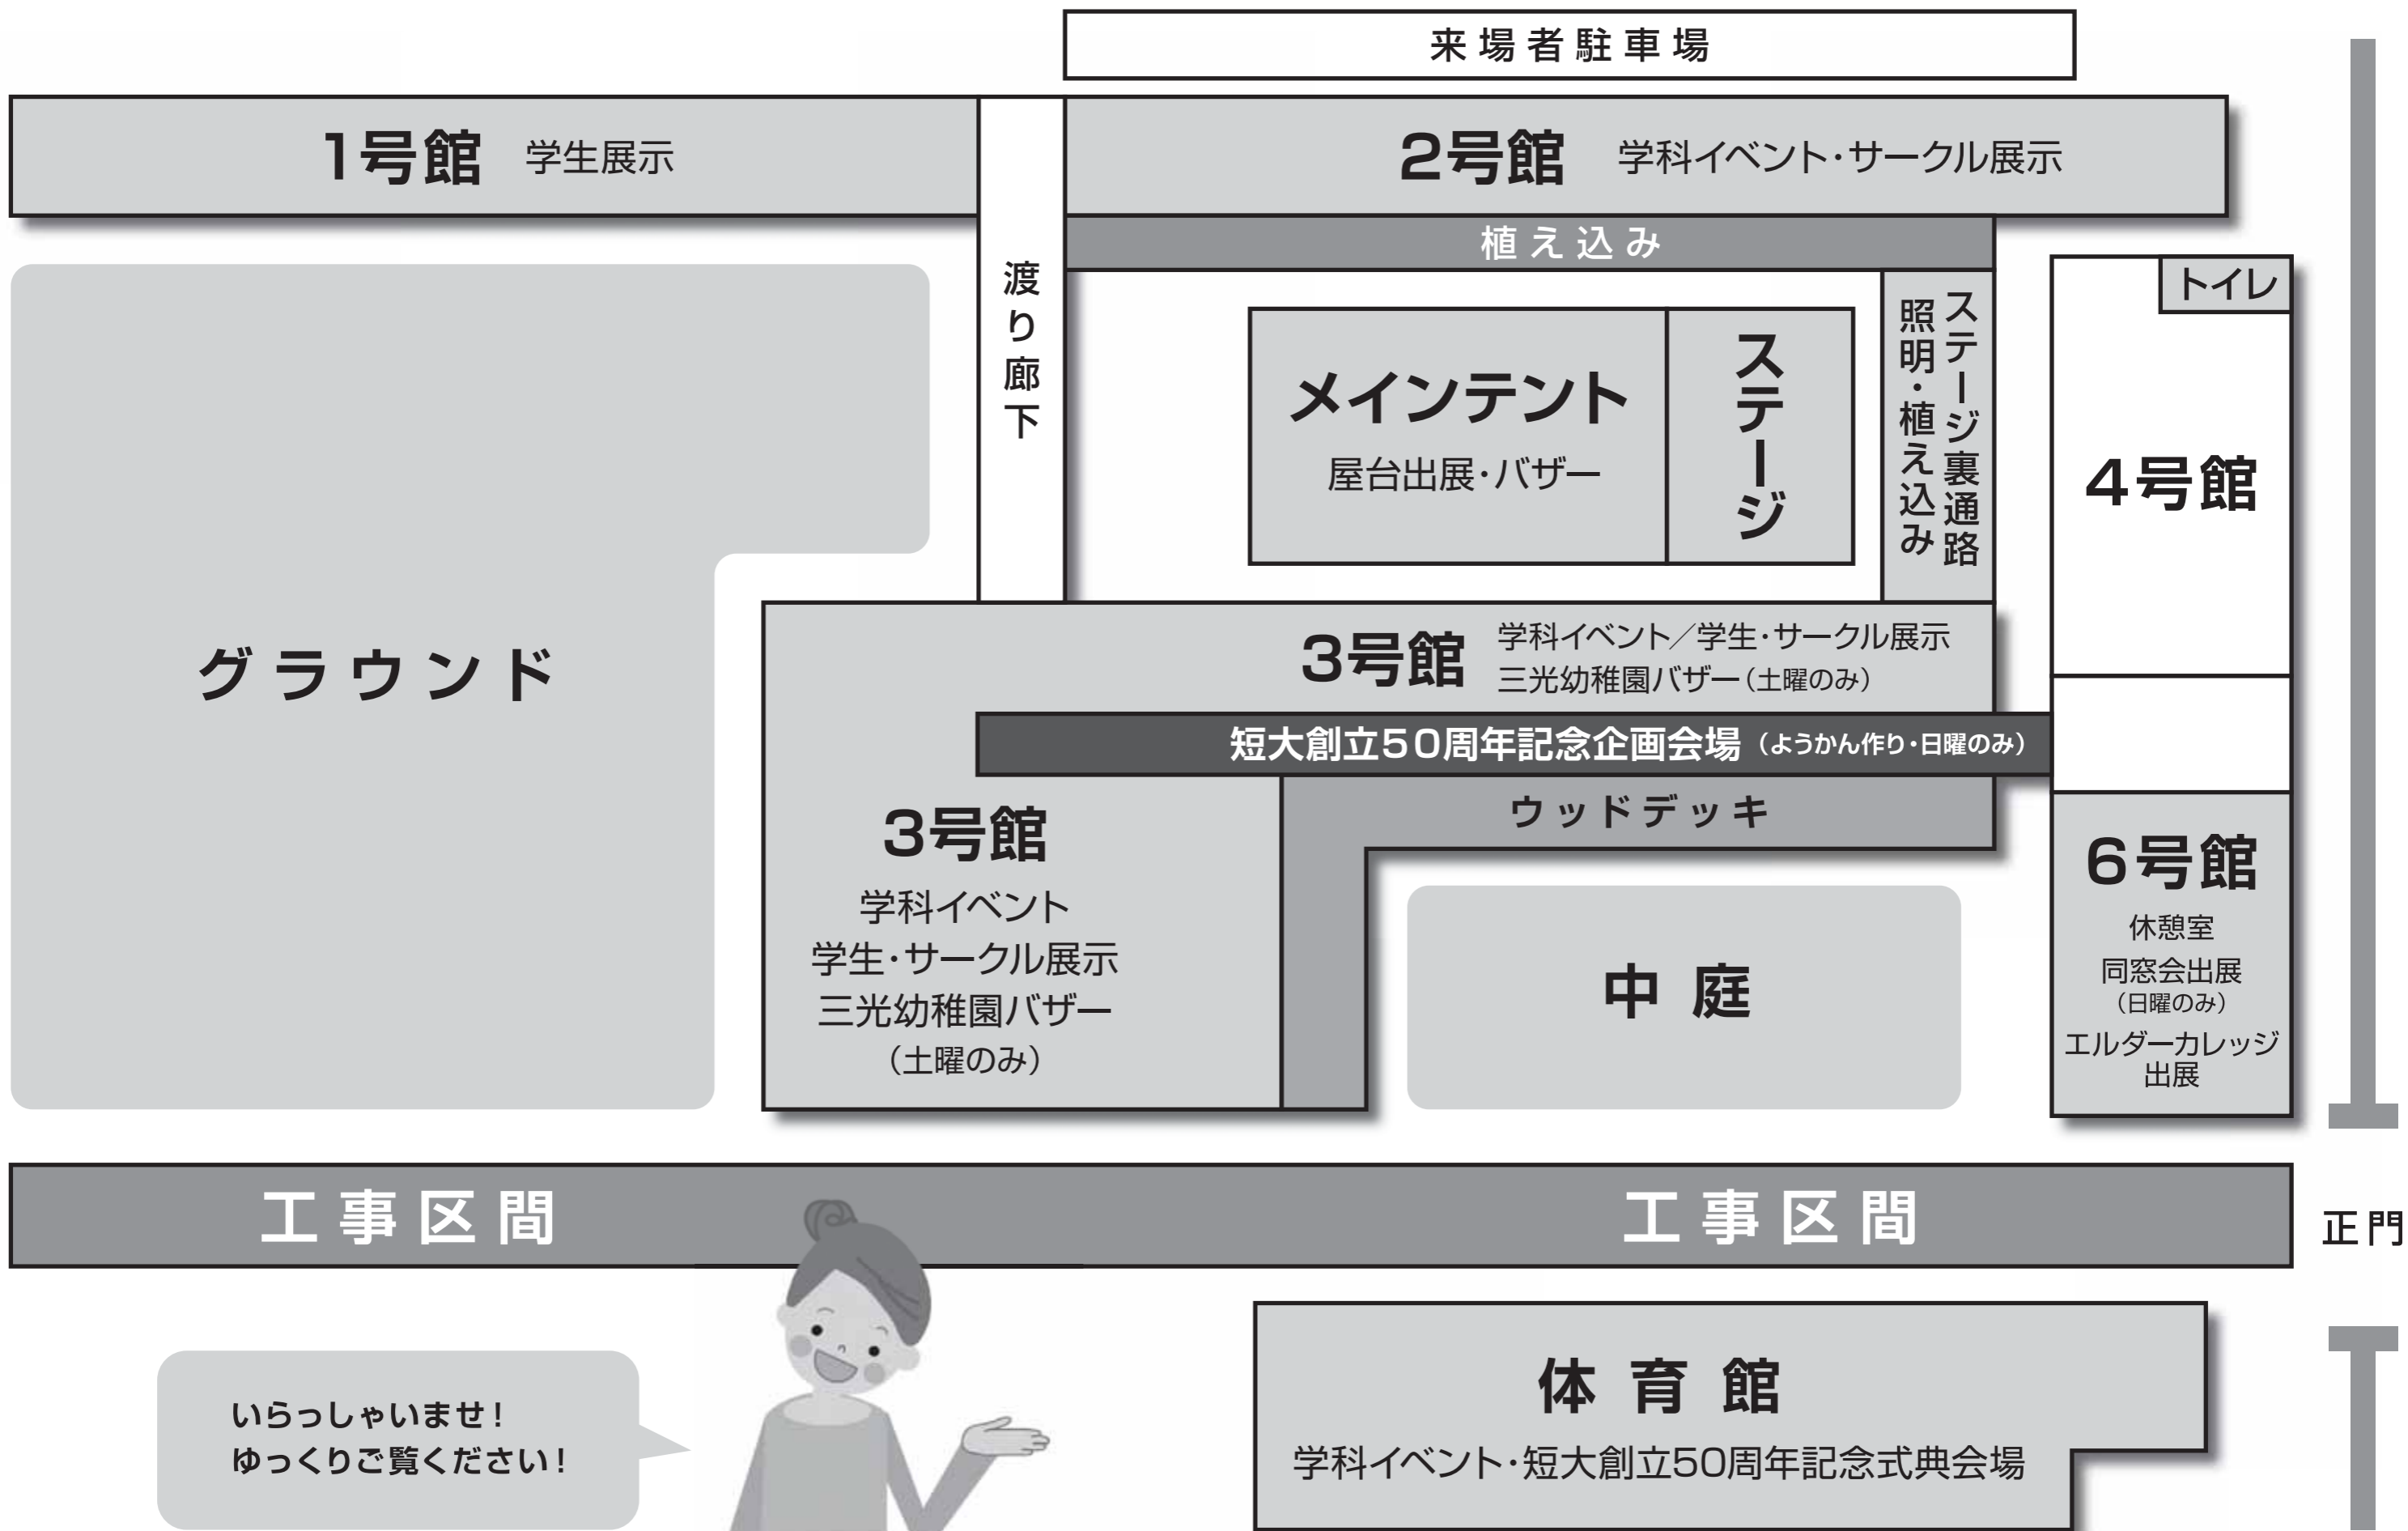 来場者駐車場
1号館 学生展示
2号館 学科イベント・サークル展示
植え込み
渡り廊下
メインテント
屋台出展・バザー
ステージ
ステージ裏通路
照明・植え込み
トイレ
4号館
グラウンド
3号館 学科イベント／学生・サークル展示
三光幼稚園バザー（土曜のみ）
短大創立50周年記念企画会場（ようかん作り・日曜のみ）
ウッドデッキ
3号館
学科イベント
学生・サークル展示
三光幼稚園バザー
（土曜のみ）
中庭
6号館
休憩室
同窓会出展
（日曜のみ）
エルダーカレッジ
出展
工事区間
工事区間
正門
いらっしゃいませ！
ゆっくりご覧ください！
体育館
学科イベント・短大創立50周年記念式典会場